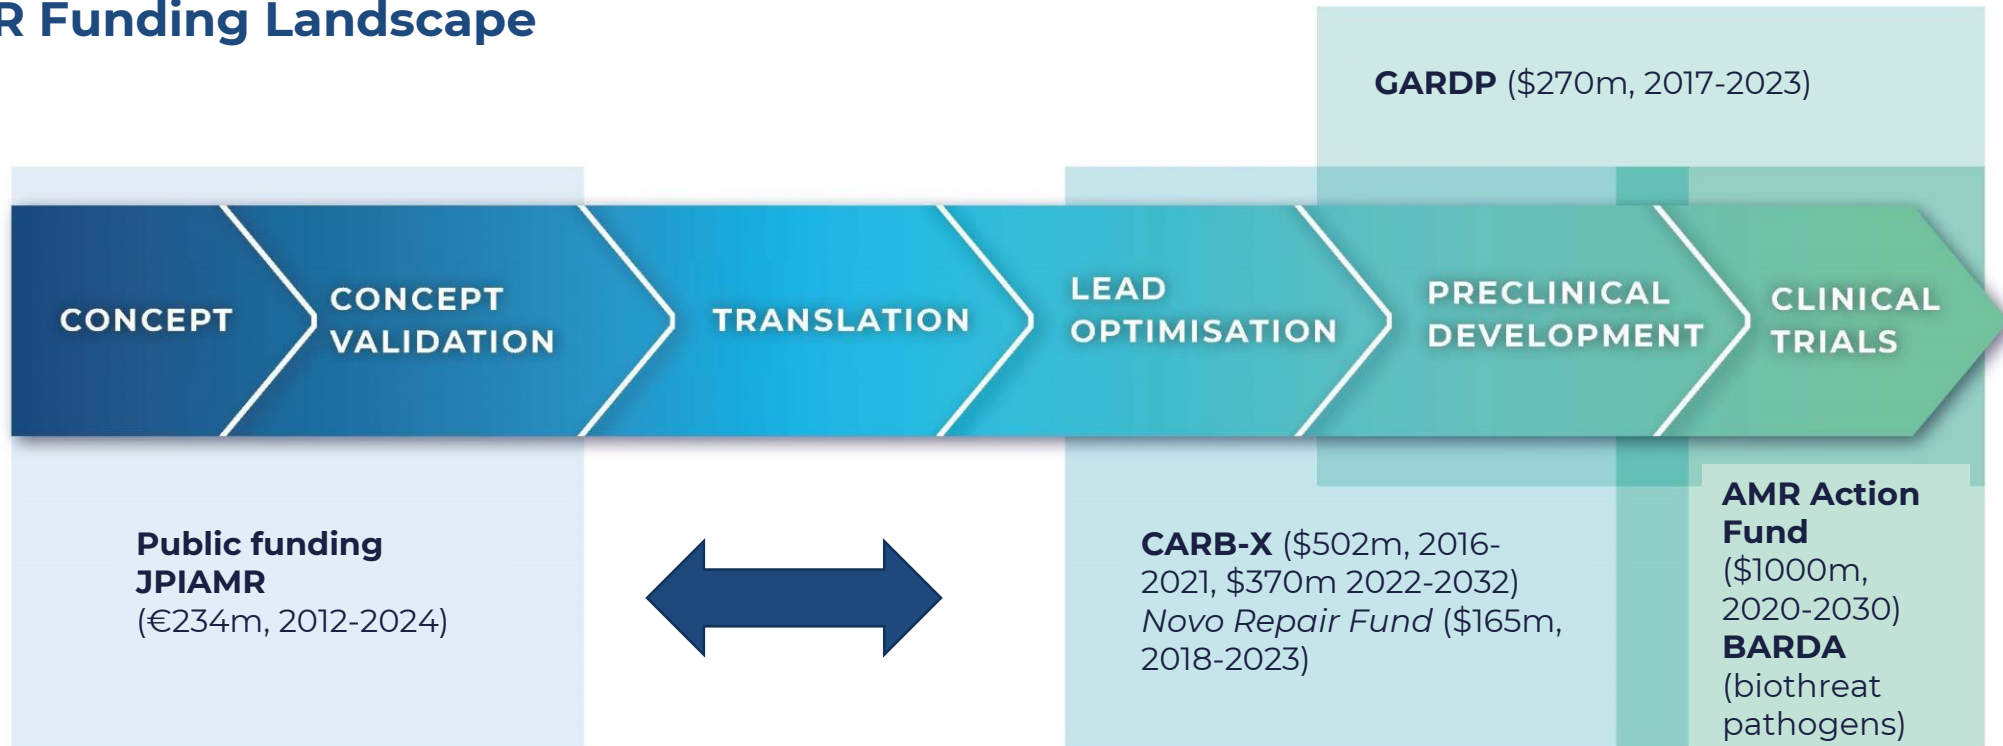 R Funding Landscape
GARDP ($270m, 2017-2023)
CONCEPT
CONCEPT
VALIDATION
TRANSLATION
LEAD
OPTIMISATION
PRECLINICAL
DEVELOPMENT
CLINICAL
TRIALS
Public funding
JPIAMR
(€234m, 2012-2024)
CARB-X ($502m, 2016-
2021, $370m 2022-2032)
Novo Repair Fund ($165m,
2018-2023)
AMR Action
Fund
($1000m,
2020-2030)
BARDA
(biothreat
pathogens)